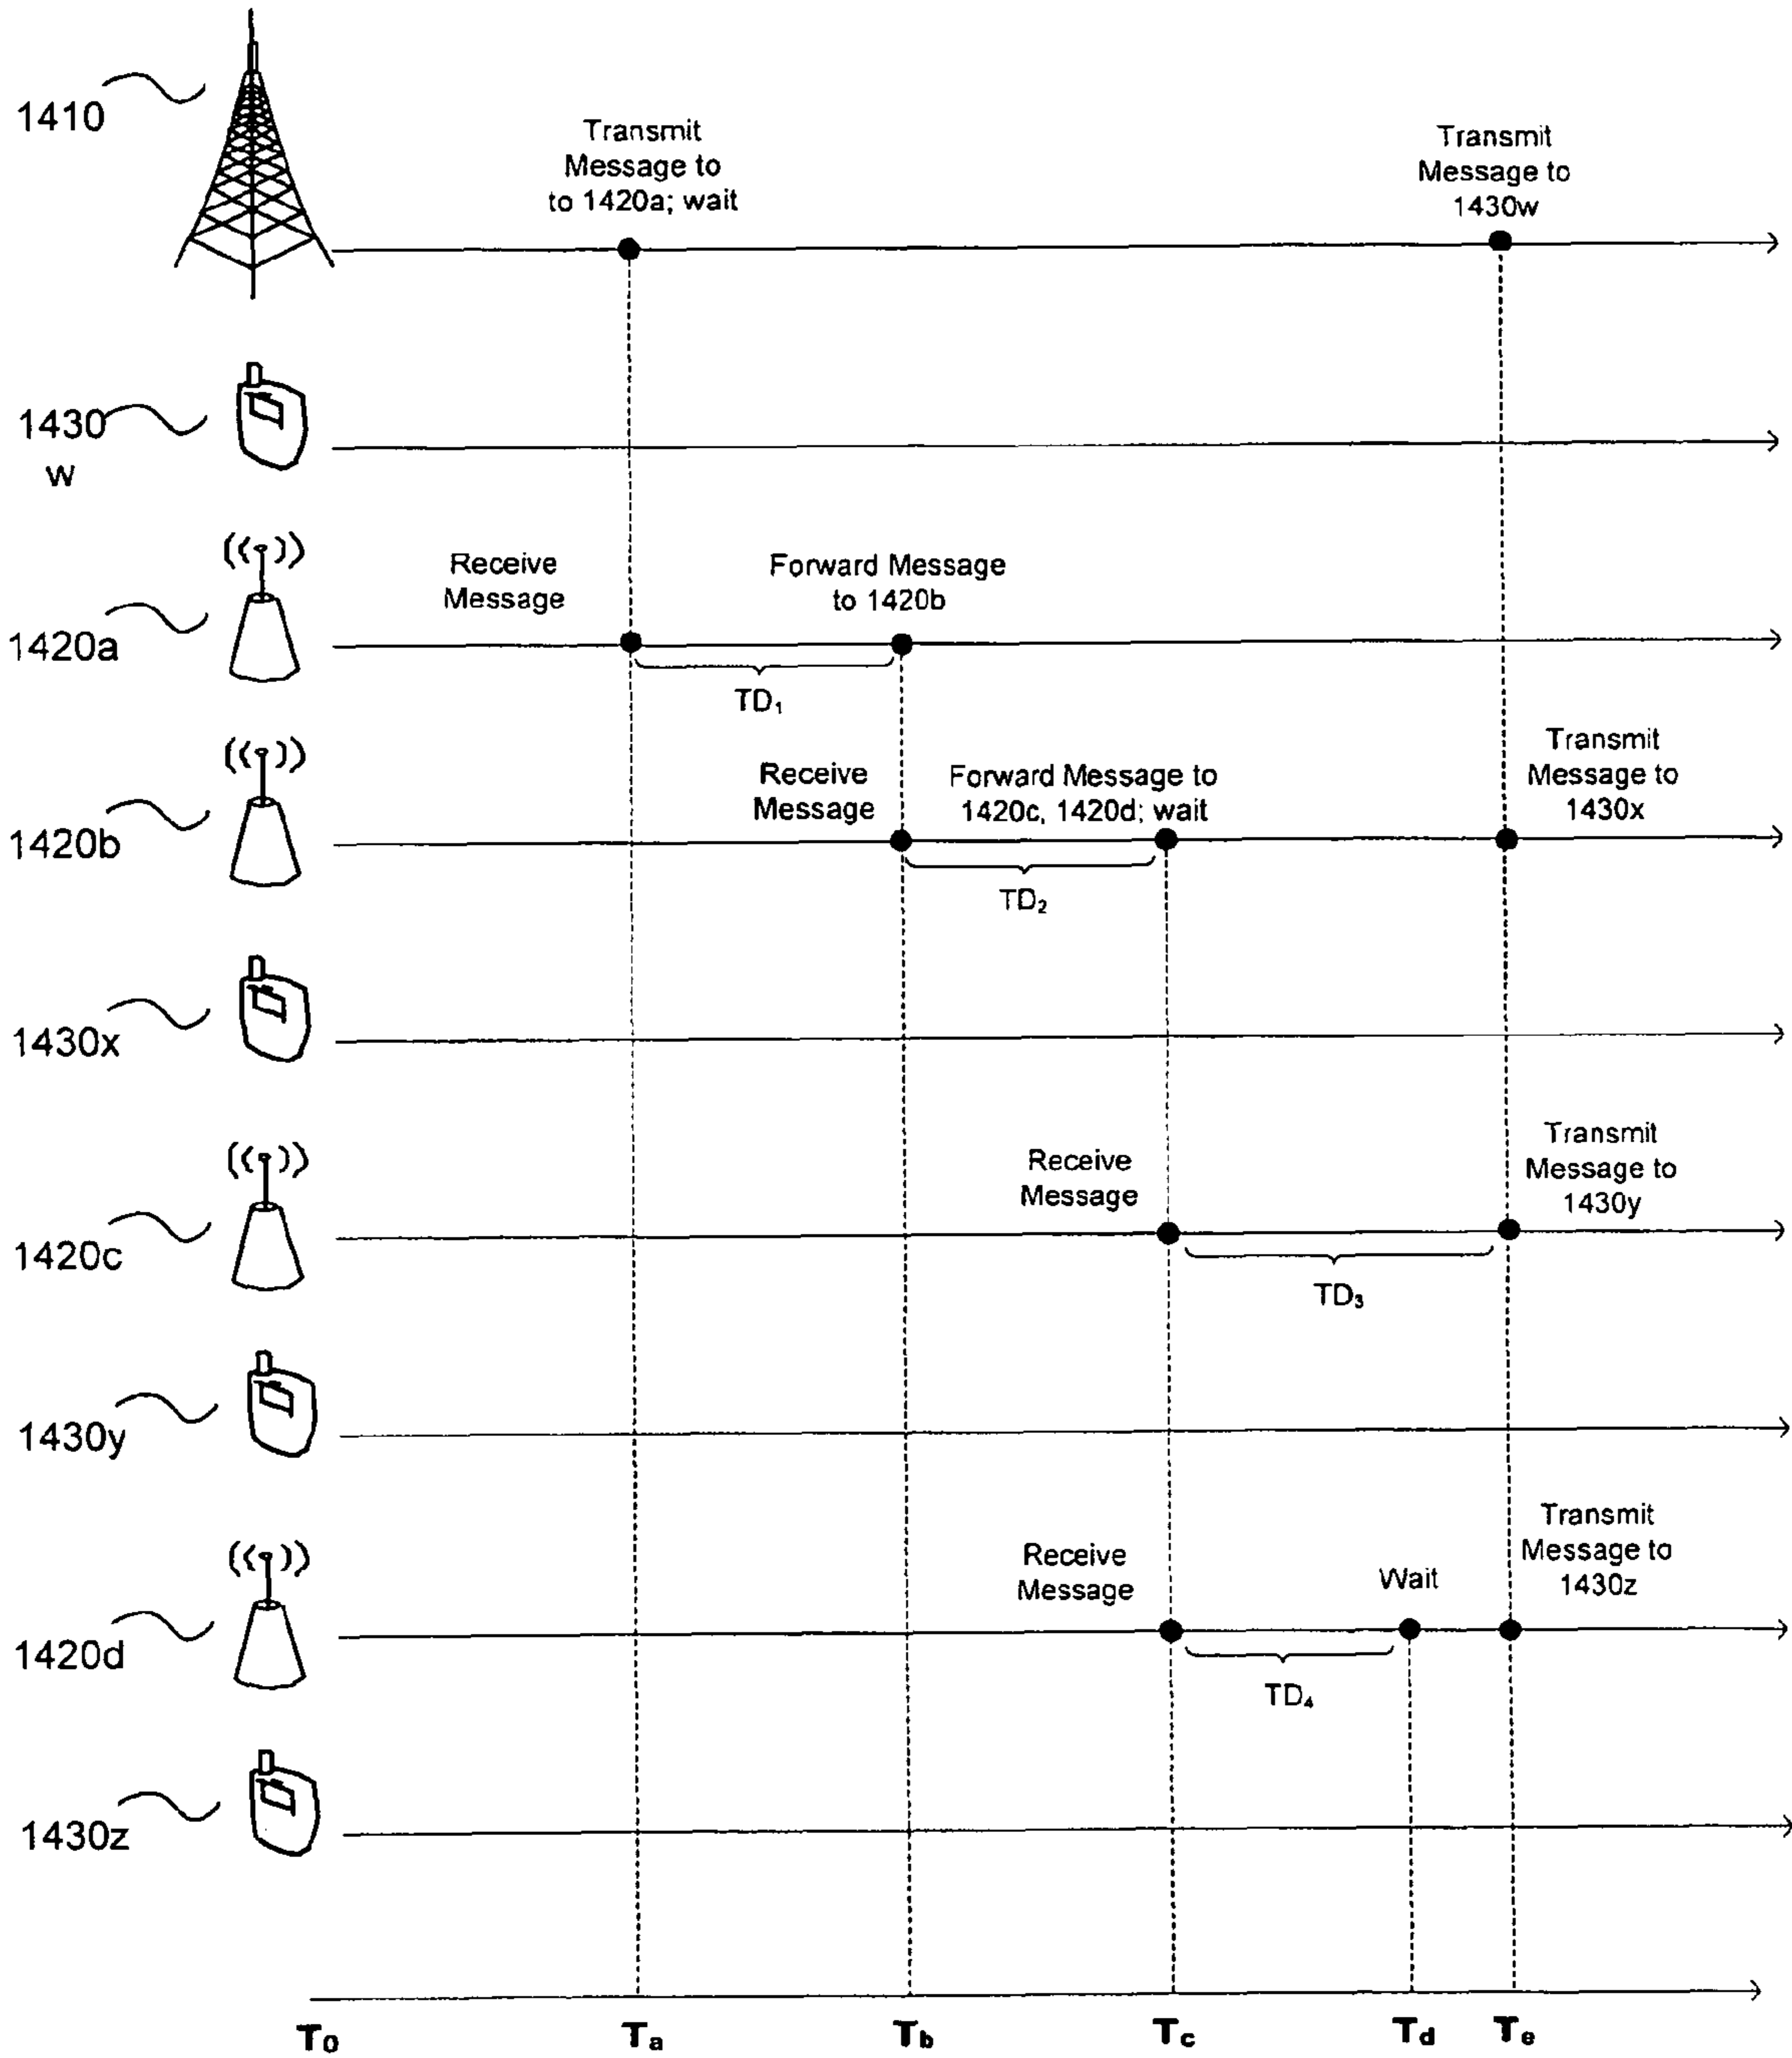 1410
Transmit
Message to
to 1420a; wait
Transmit
Message to
1430w
1430
w
Receive
Message
Forward Message
to 1420b
1420a
TD₁
Receive
Message
Forward Message to
1420c, 1420d; wait
Transmit
Message to
1430x
1420b
TD₂
1430x
Receive
Message
Transmit
Message to
1430y
1420c
TD₃
1430y
Receive
Message
Wait
Transmit
Message to
1430z
1420d
TD₄
1430z
T₀ Tₐ T_b T_c T_d Tₑ